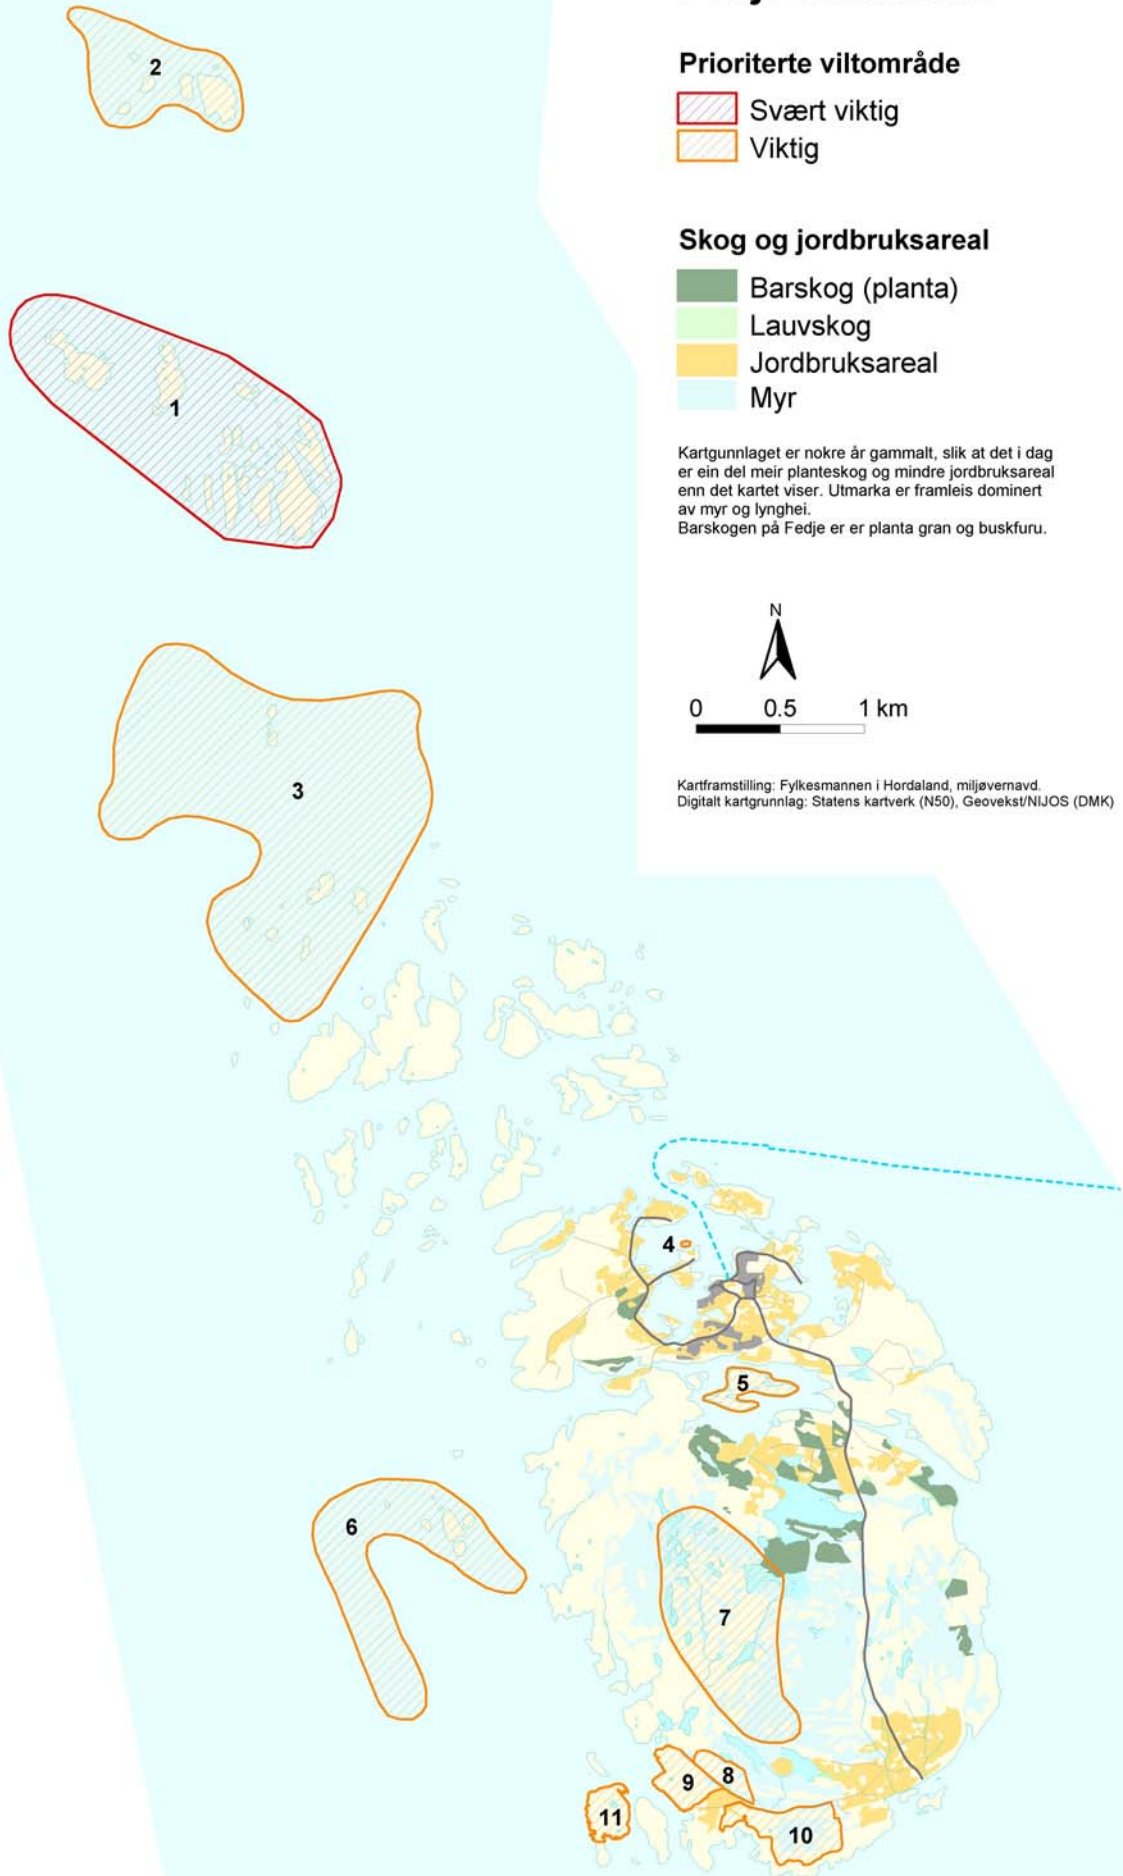 Prioriterte viltområde
Svært viktig
Viktig
Skog og jordbruksareal
Barskog (planta)
Lauvskog
Jordbruksareal
Myr
Kartgunnlaget er nokre år gammalt, slik at det i dag
er ein del meir planteskog og mindre jordbruksareal
enn det kartet viser. Utmarka er framleis dominert
av myr og lynghei.
Barskogen på Fedje er er planta gran og buskfuru.
N
0 0.5 1 km
Kartframstilling: Fylkesmannen i Hordaland, miljøvernavd.
Digitalt kartgrunnlag: Statens kartverk (N50), Geovekst/NIJOS (DMK)
2
1
3
4
5
6
7
8
9
10
11